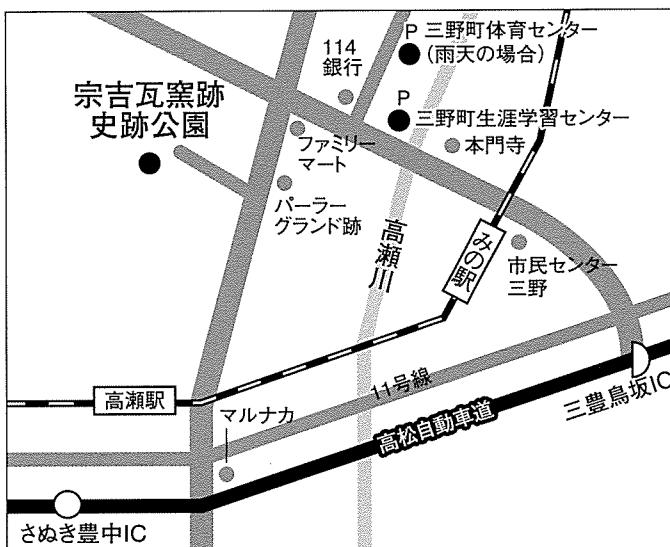 P 三野町体育センター
(雨天の場合)
114
銀行
宗吉瓦窯跡
史跡公園
P
三野町生涯学習センター
ファミリー
マート
本門寺
パーラー
グランド跡
高瀬川
みの駅
市民センター
三野
11号線
高瀬駅
マルナカ
高松自動車道
三豊鳥坂IC
さぬき豊中IC